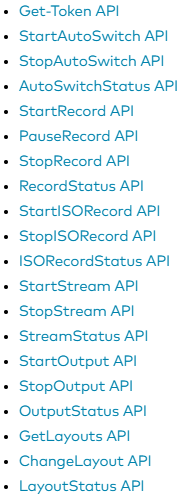 Get-Token API
StartAutoSwitch API
StopAutoSwitch API
AutoSwitchStatus API
StartRecord API
PauseRecord API
StopRecord API
RecordStatus API
StartISORecord API
StopISORecord API
ISORecordStatus API
StartStream API
StopStream API
StreamStatus API
StartOutput API
StopOutput API
OutputStatus API
GetLayouts API
ChangeLayout API
LayoutStatus API